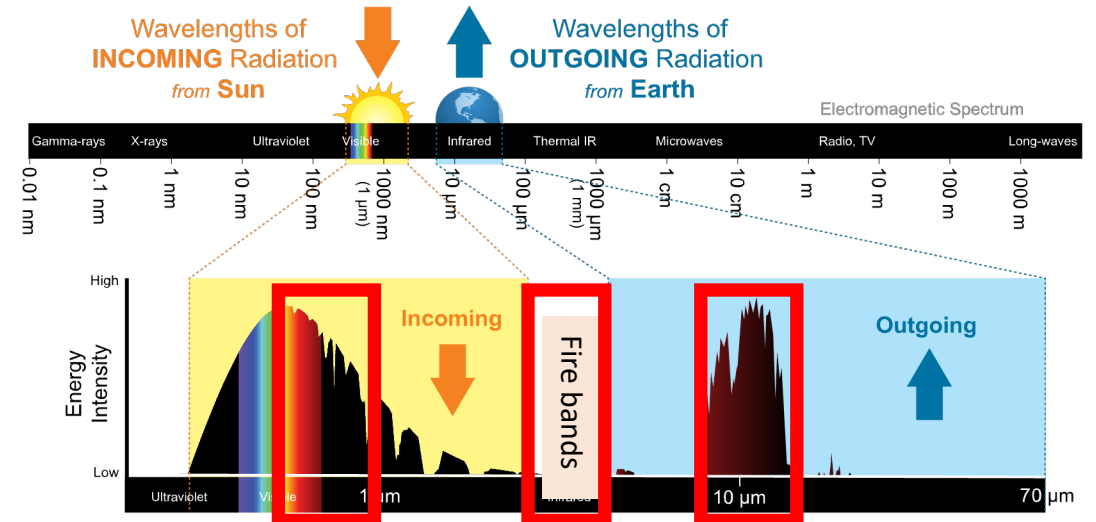 Wavelengths of
INCOMING Radiation
from Sun
Wavelengths of
OUTGOING Radiation
from Earth
Electromagnetic Spectrum
Gamma-rays X-rays Ultraviolet Visible Infrared Thermal IR Microwaves Radio, TV Long-waves
0.01 nm
0.1 nm
1 nm
10 nm
100 nm
1000 nm
(1 µm)
10 µm
100 µm
1000 µm
(1 mm)
1 cm
10 cm
1 m
10 m
100 m
1000 m
High
Energy
Intensity
Low
Incoming
Fire bands
Outgoing
Ultraviolet Visible 1 µm Infrared 10 µm 70 µm